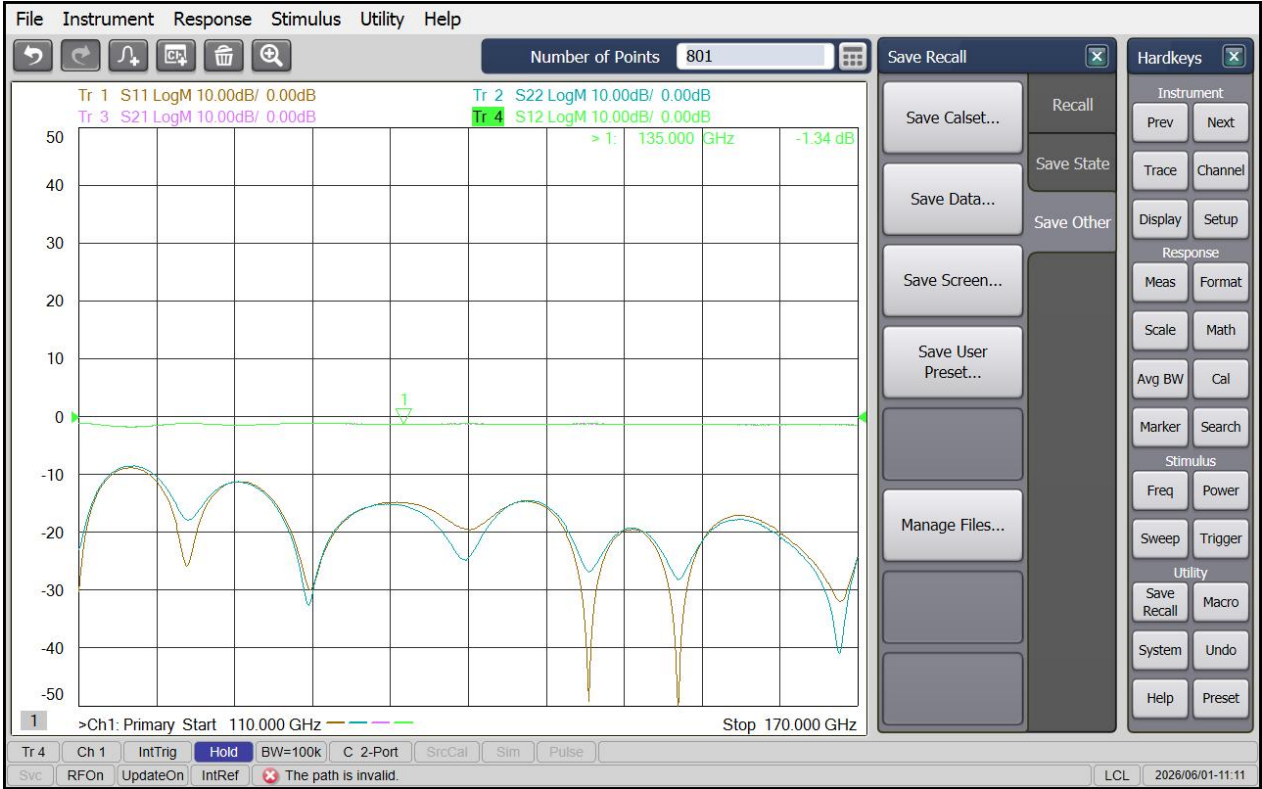 File Instrument Response Stimulus Utility Help
Number of Points 801
Tr 1 S11 LogM 10.00dB/ 0.00dB
Tr 2 S22 LogM 10.00dB/ 0.00dB
Tr 3 S21 LogM 10.00dB/ 0.00dB
Tr 4 S12 LogM 10.00dB/ 0.00dB
> 1: 135.000 GHz -1.34 dB
50
40
30
20
10
0
-10
-20
-30
-40
-50
1
1
>Ch1: Primary Start 110.000 GHz
Stop 170.000 GHz
Save Recall
Save Calset...
Save Data...
Save Screen...
Save User
Preset...
Manage Files...
Recall
Save State
Save Other
Hardkeys
Instrument
Prev Next
Trace Channel
Display Setup
Response
Meas Format
Scale Math
Avg BW Cal
Marker Search
Stimulus
Freq Power
Sweep Trigger
Utility
Save
Recall
Macro
System Undo
Help Preset
Tr 4 Ch 1 IntTrig Hold BW=100k C 2-Port SrcCal Sim Pulse
Svc RFOn UpdateOn IntRef The path is invalid. LCL 2026/06/01-11:11